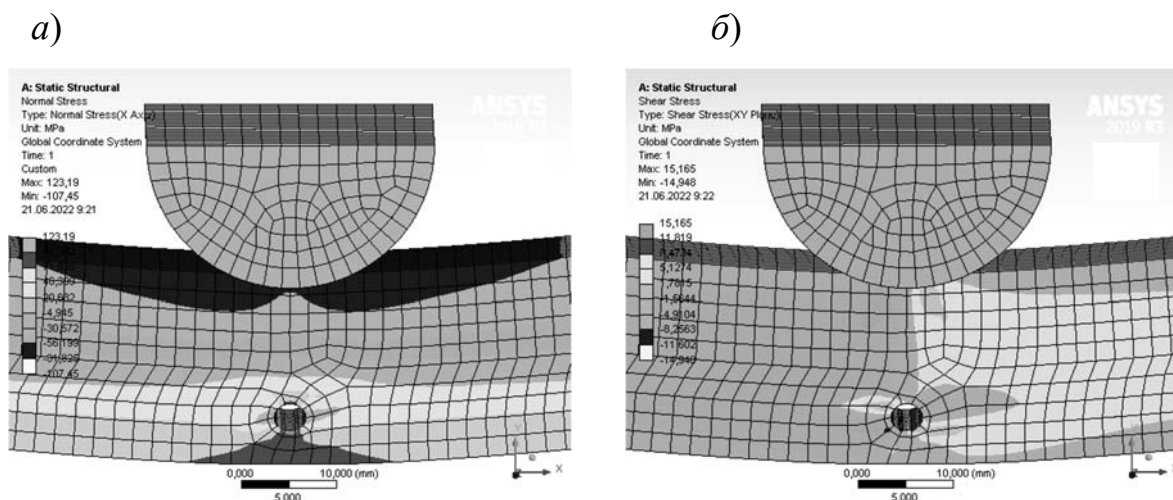 а)
A: Static Structural
Normal Stress
Type: Normal Stress(X Axis)
Unit: MPa
Global Coordinate System
Time: 1
Custom
Max: 123,19
Min: -107,45
21.06.2022 9:21
ANSYS
2019 R3
123,19
46,309
20,682
-4,945
-30,572
-56,199
-81,826
-107,45
0,000
10,000 (mm)
5,000
Y
X
б)
A: Static Structural
Shear Stress
Type: Shear Stress(XY Plane)
Unit: MPa
Global Coordinate System
Time: 1
Max: 15,165
Min: -14,948
21.06.2022 9:22
ANSYS
2019 R3
15,165
11,819
8,4734
5,1274
1,7815
-1,5644
-4,9104
-8,2563
-11,602
-14,948
0,000
10,000 (mm)
5,000